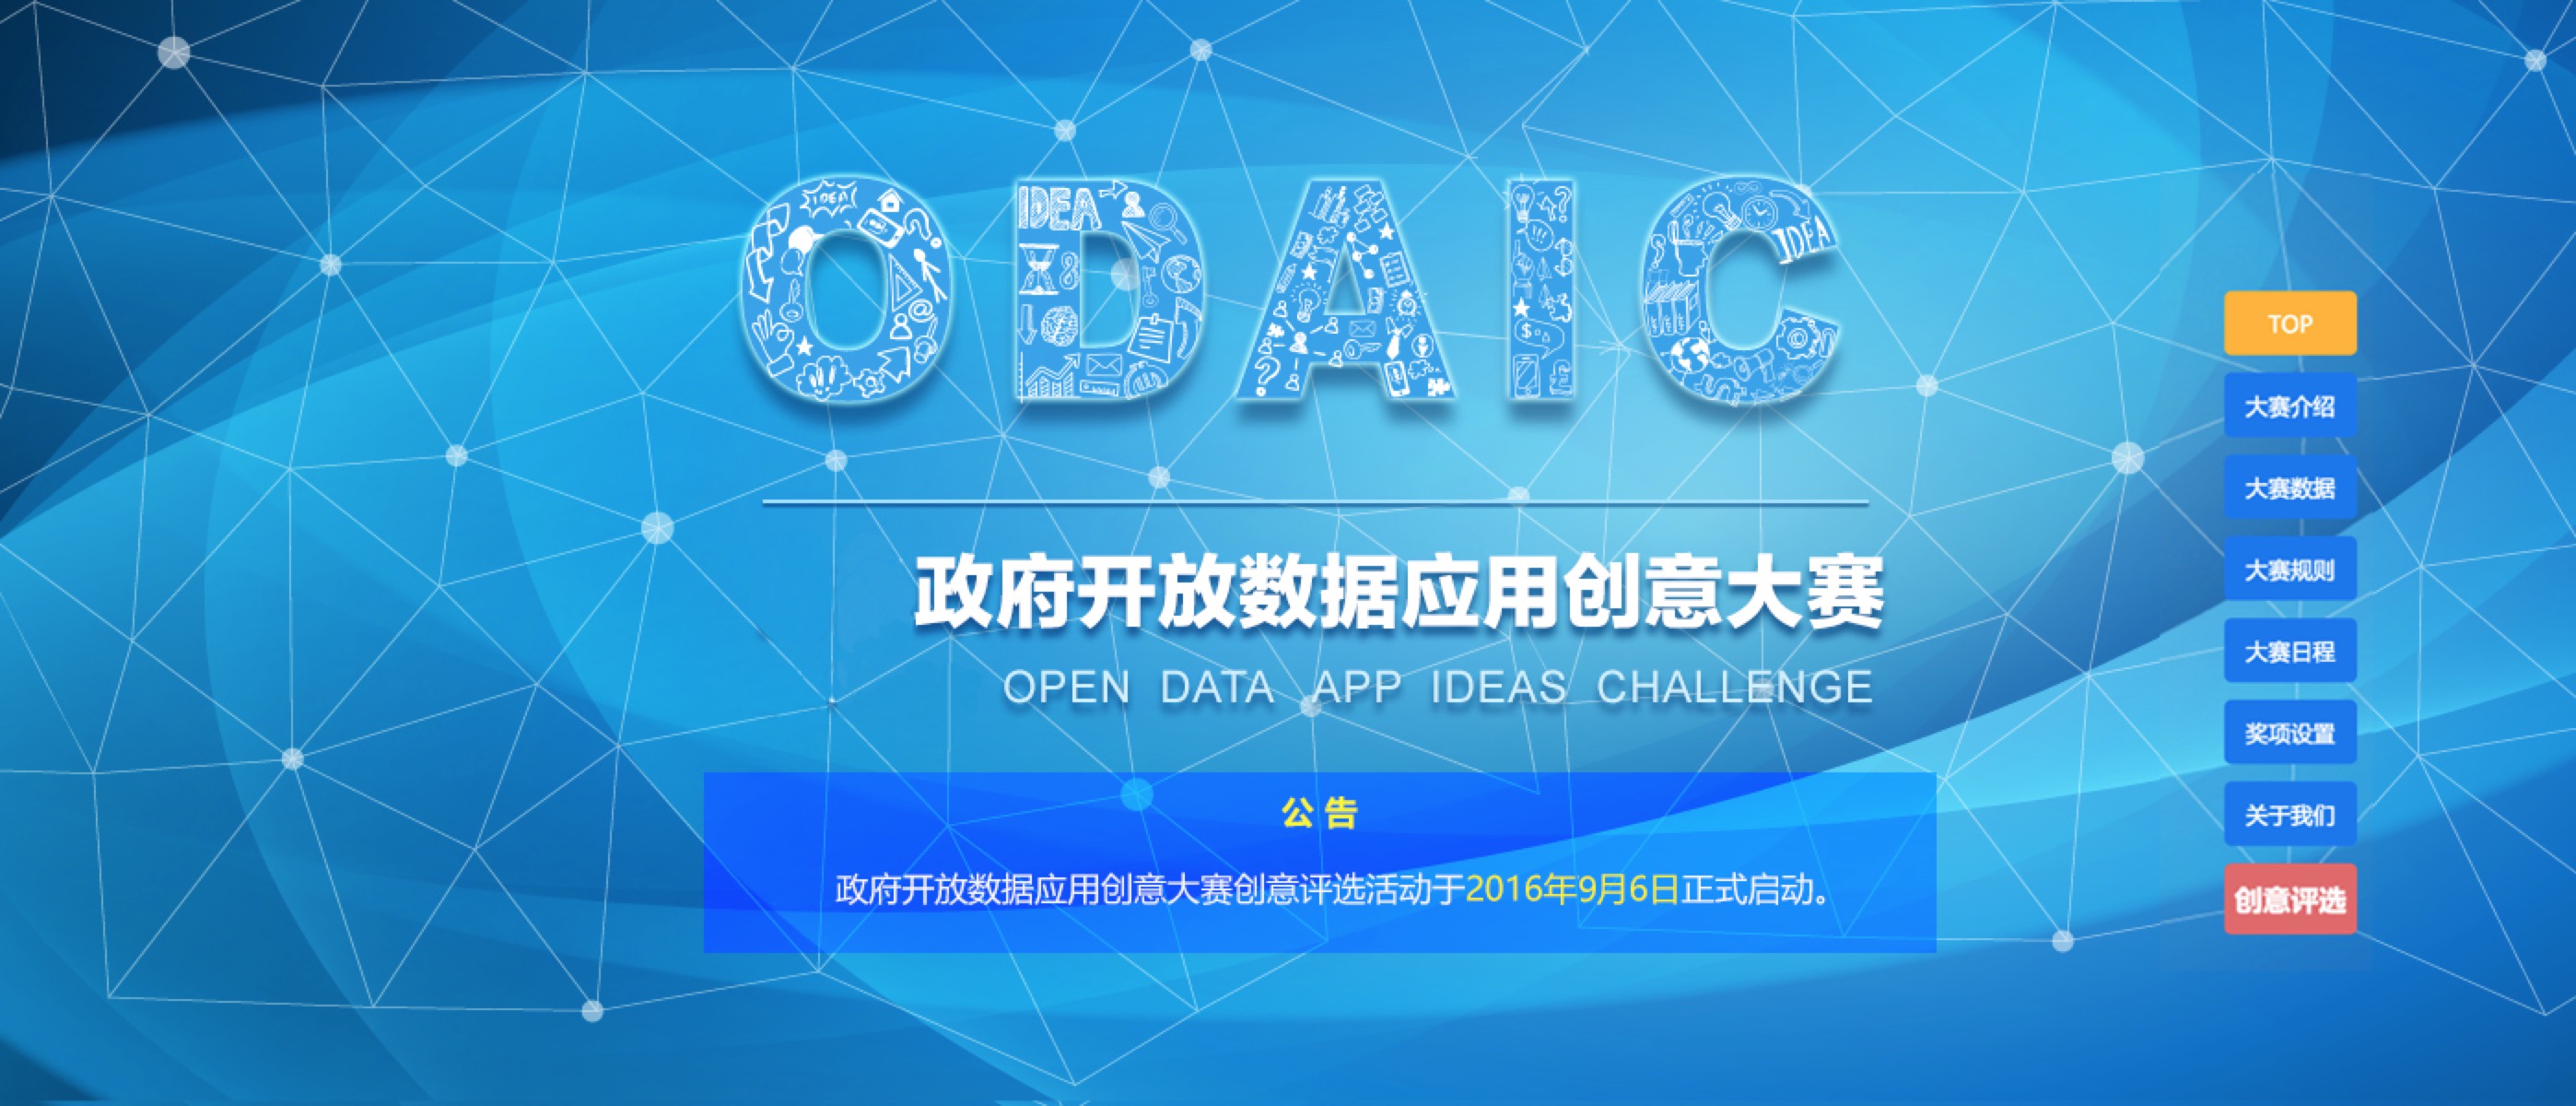 ODAIC
IDEA
IDEA
IDEA
政府开放数据应用创意大赛
OPEN DATA APP IDEAS CHALLENGE
公告
政府开放数据应用创意大赛创意评选活动于2016年9月6日正式启动。
TOP
大赛介绍
大赛数据
大赛规则
大赛日程
奖项设置
关于我们
创意评选